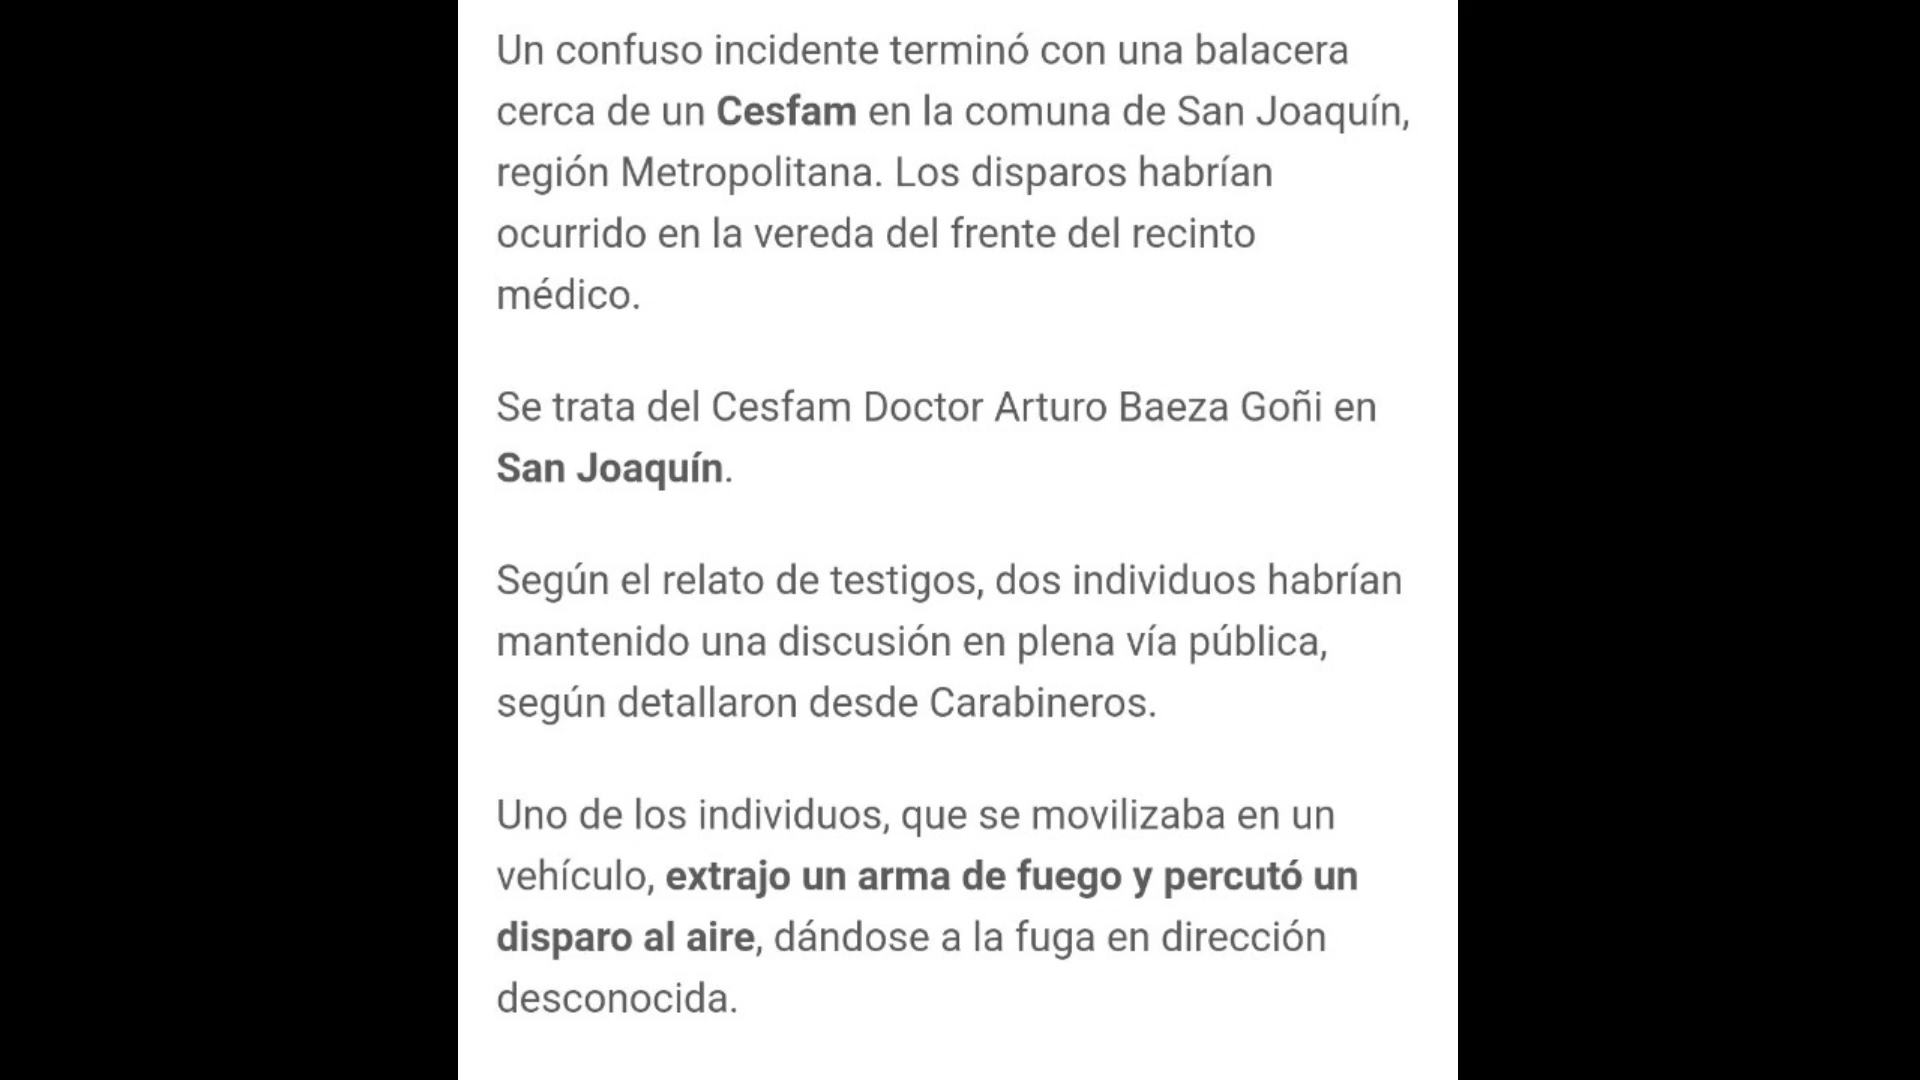 Un confuso incidente terminó con una balacera
cerca de un Cesfam en la comuna de San Joaquín,
región Metropolitana. Los disparos habrían
ocurrido en la vereda del frente del recinto
médico.
Se trata del Cesfam Doctor Arturo Baeza Goñi en
San Joaquín.
Según el relato de testigos, dos individuos habrían
mantenido una discusión en plena vía pública,
según detallaron desde Carabineros.
Uno de los individuos, que se movilizaba en un
vehículo, extrajo un arma de fuego y percutó un
disparo al aire, dándose a la fuga en dirección
desconocida.